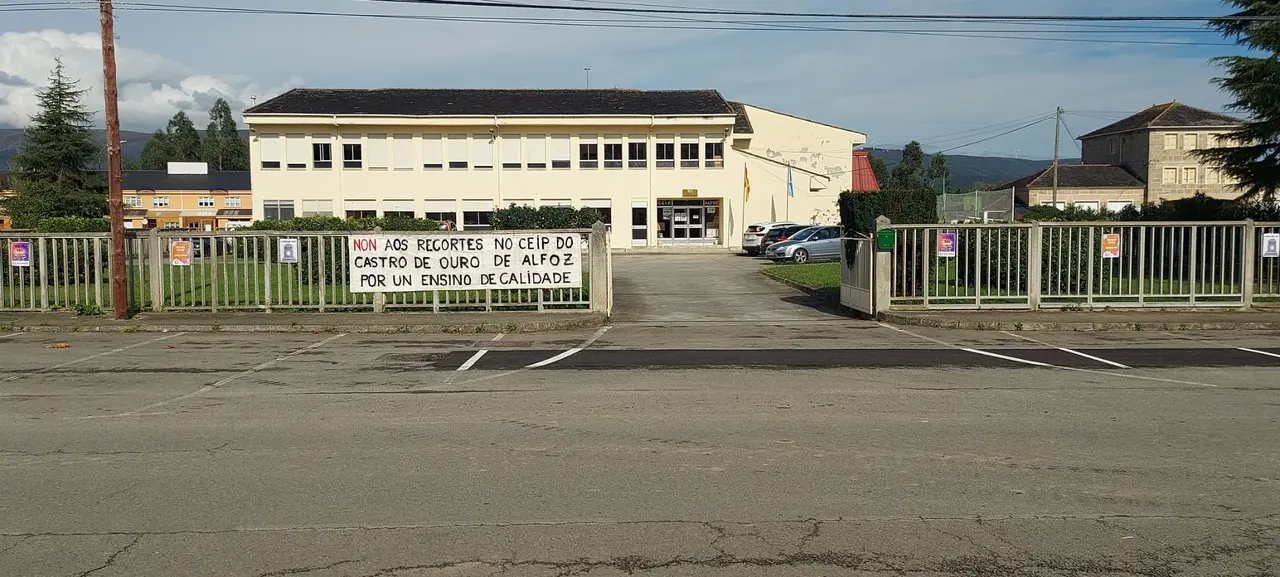 NON AOS RECORTES NO CEIP DO
CASTRO DE OURO DE ALFOZ
POR UN ENSINO DE CALIDADE